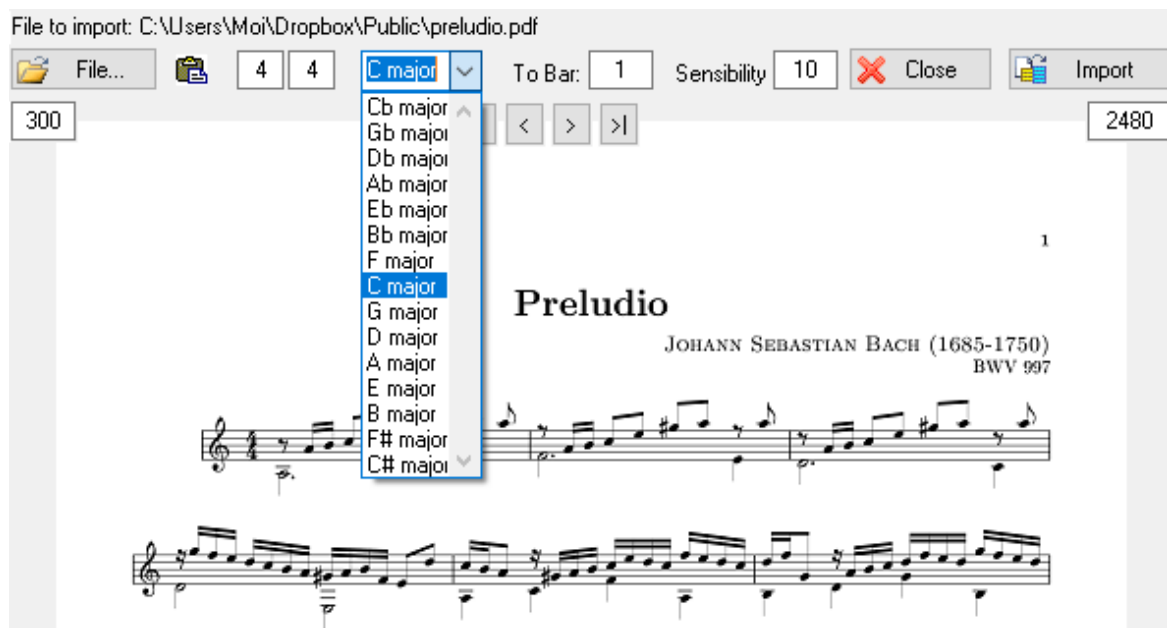 File to import: C:\Users\Moi\Dropbox\Public\preludio.pdf
File... 4 4 C major To Bar: 1 Sensibility 10 Close Import
300 < > >| 2480
Cb major
Gb major
Db major
Ab major
Eb major
Bb major
F major
C major
G major
D major
A major
E major
B major
F# major
C# major
1
Preludio
JOHANN SEBASTIAN BACH (1685-1750)
BWV 997
4
4